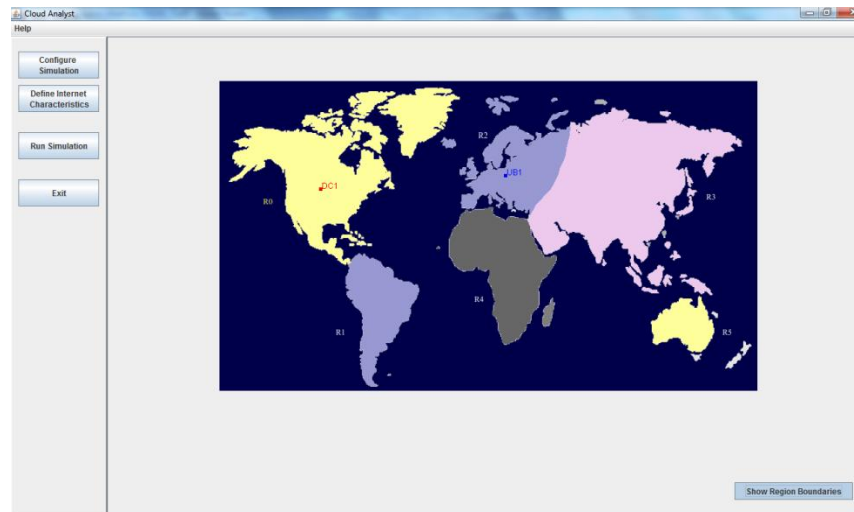 Cloud Analyst
Help
Configure
Simulation
Define Internet
Characteristics
Run Simulation
Exit
R2
UB1
DC1
R0
R3
R4
R1
R5
Show Region Boundaries